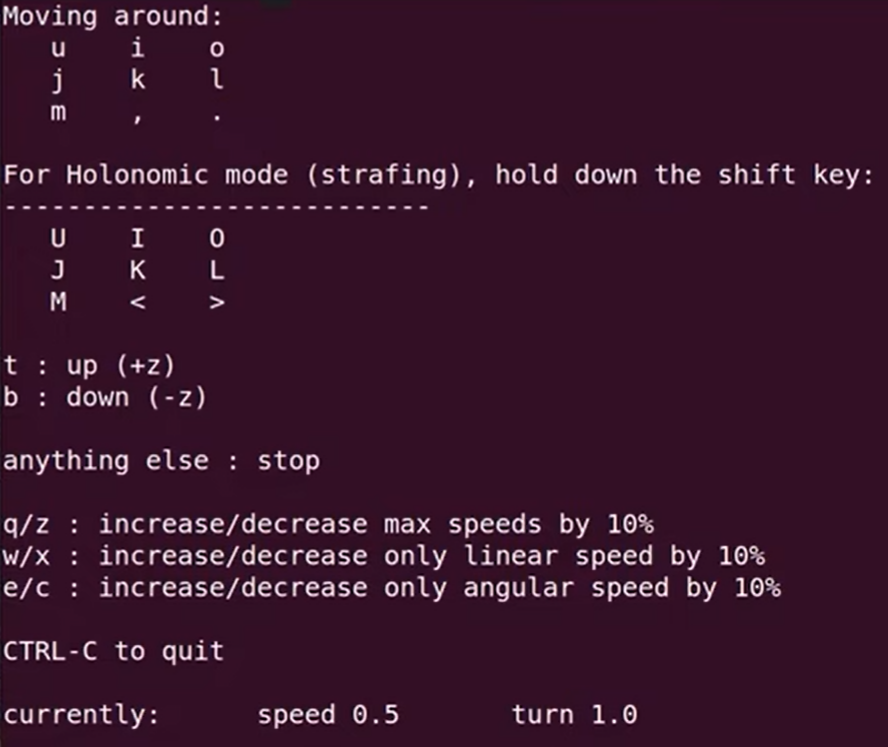 Moving around:
   u    i    o
   j    k    l
   m    ,    .
For Holonomic mode (strafing), hold down the shift key:
---------------------------
   U    I    O
   J    K    L
   M    <    >
t : up (+z)
b : down (-z)
anything else : stop
q/z : increase/decrease max speeds by 10%
w/x : increase/decrease only linear speed by 10%
e/c : increase/decrease only angular speed by 10%
CTRL-C to quit
currently:      speed 0.5       turn 1.0